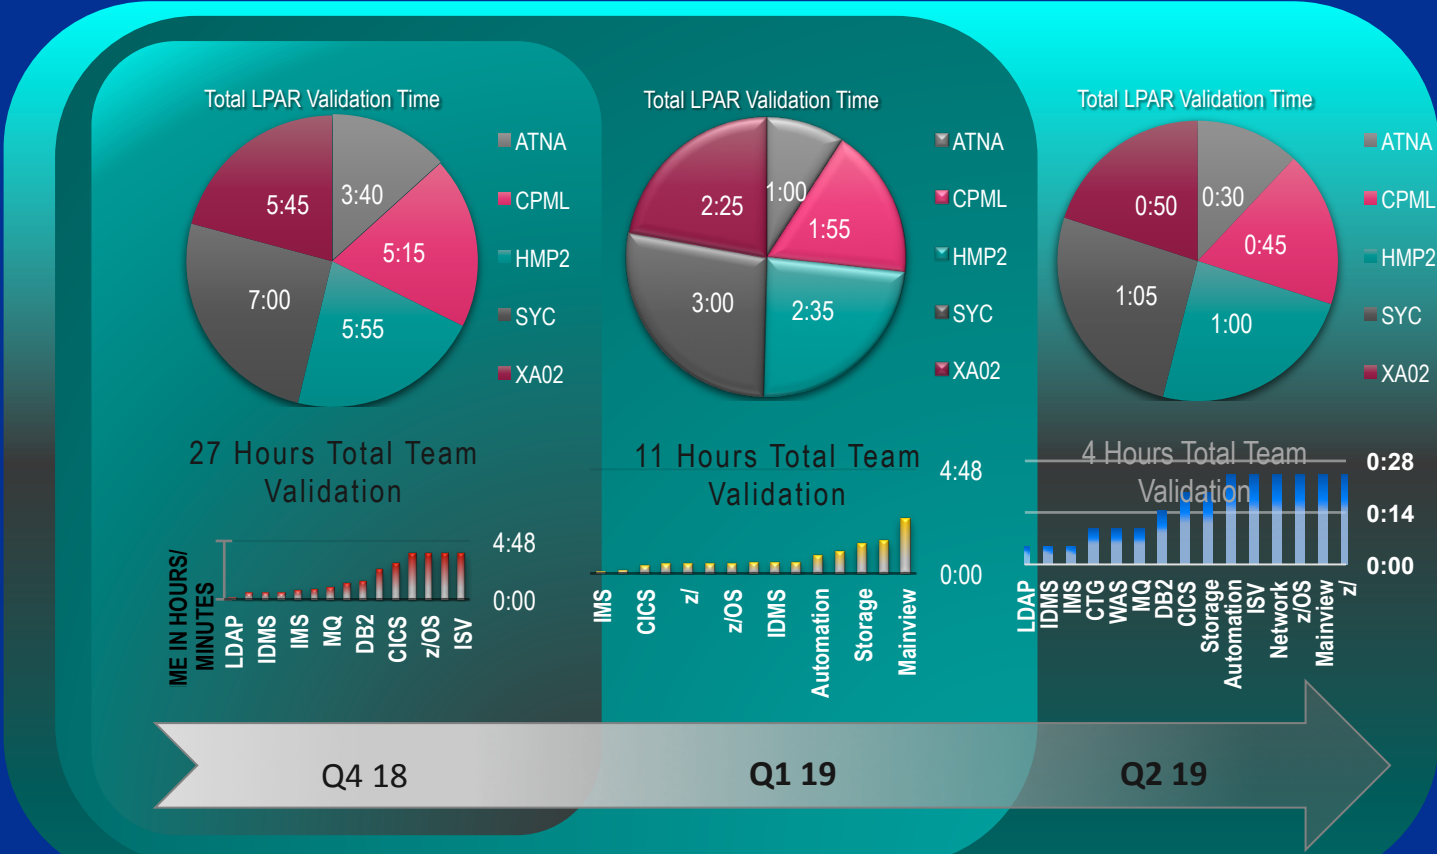 Total LPAR Validation Time
3:40
5:15
5:55
7:00
5:45
ATNA
CPML
HMP2
SYC
XA02
27 Hours Total Team
Validation
4:48
0:00
ME IN HOURS/
MINUTES
LDAP
IDMS
IMS
MQ
DB2
CICS
z/OS
ISV
Total LPAR Validation Time
1:00
1:55
2:35
3:00
2:25
ATNA
CPML
HMP2
SYC
XA02
11 Hours Total Team
Validation
4:48
0:00
IMS
CICS
z/
z/OS
IDMS
Automation
Storage
Mainview
Total LPAR Validation Time
0:30
0:45
1:00
1:05
0:50
ATNA
CPML
HMP2
SYC
XA02
4 Hours Total Team
Validation
0:28
0:14
0:00
LDAP
IDMS
IMS
CTG
WAS
MQ
DB2
CICS
Storage
Automation
ISV
Network
z/OS
Mainview
z/
Q4 18
Q1 19
Q2 19